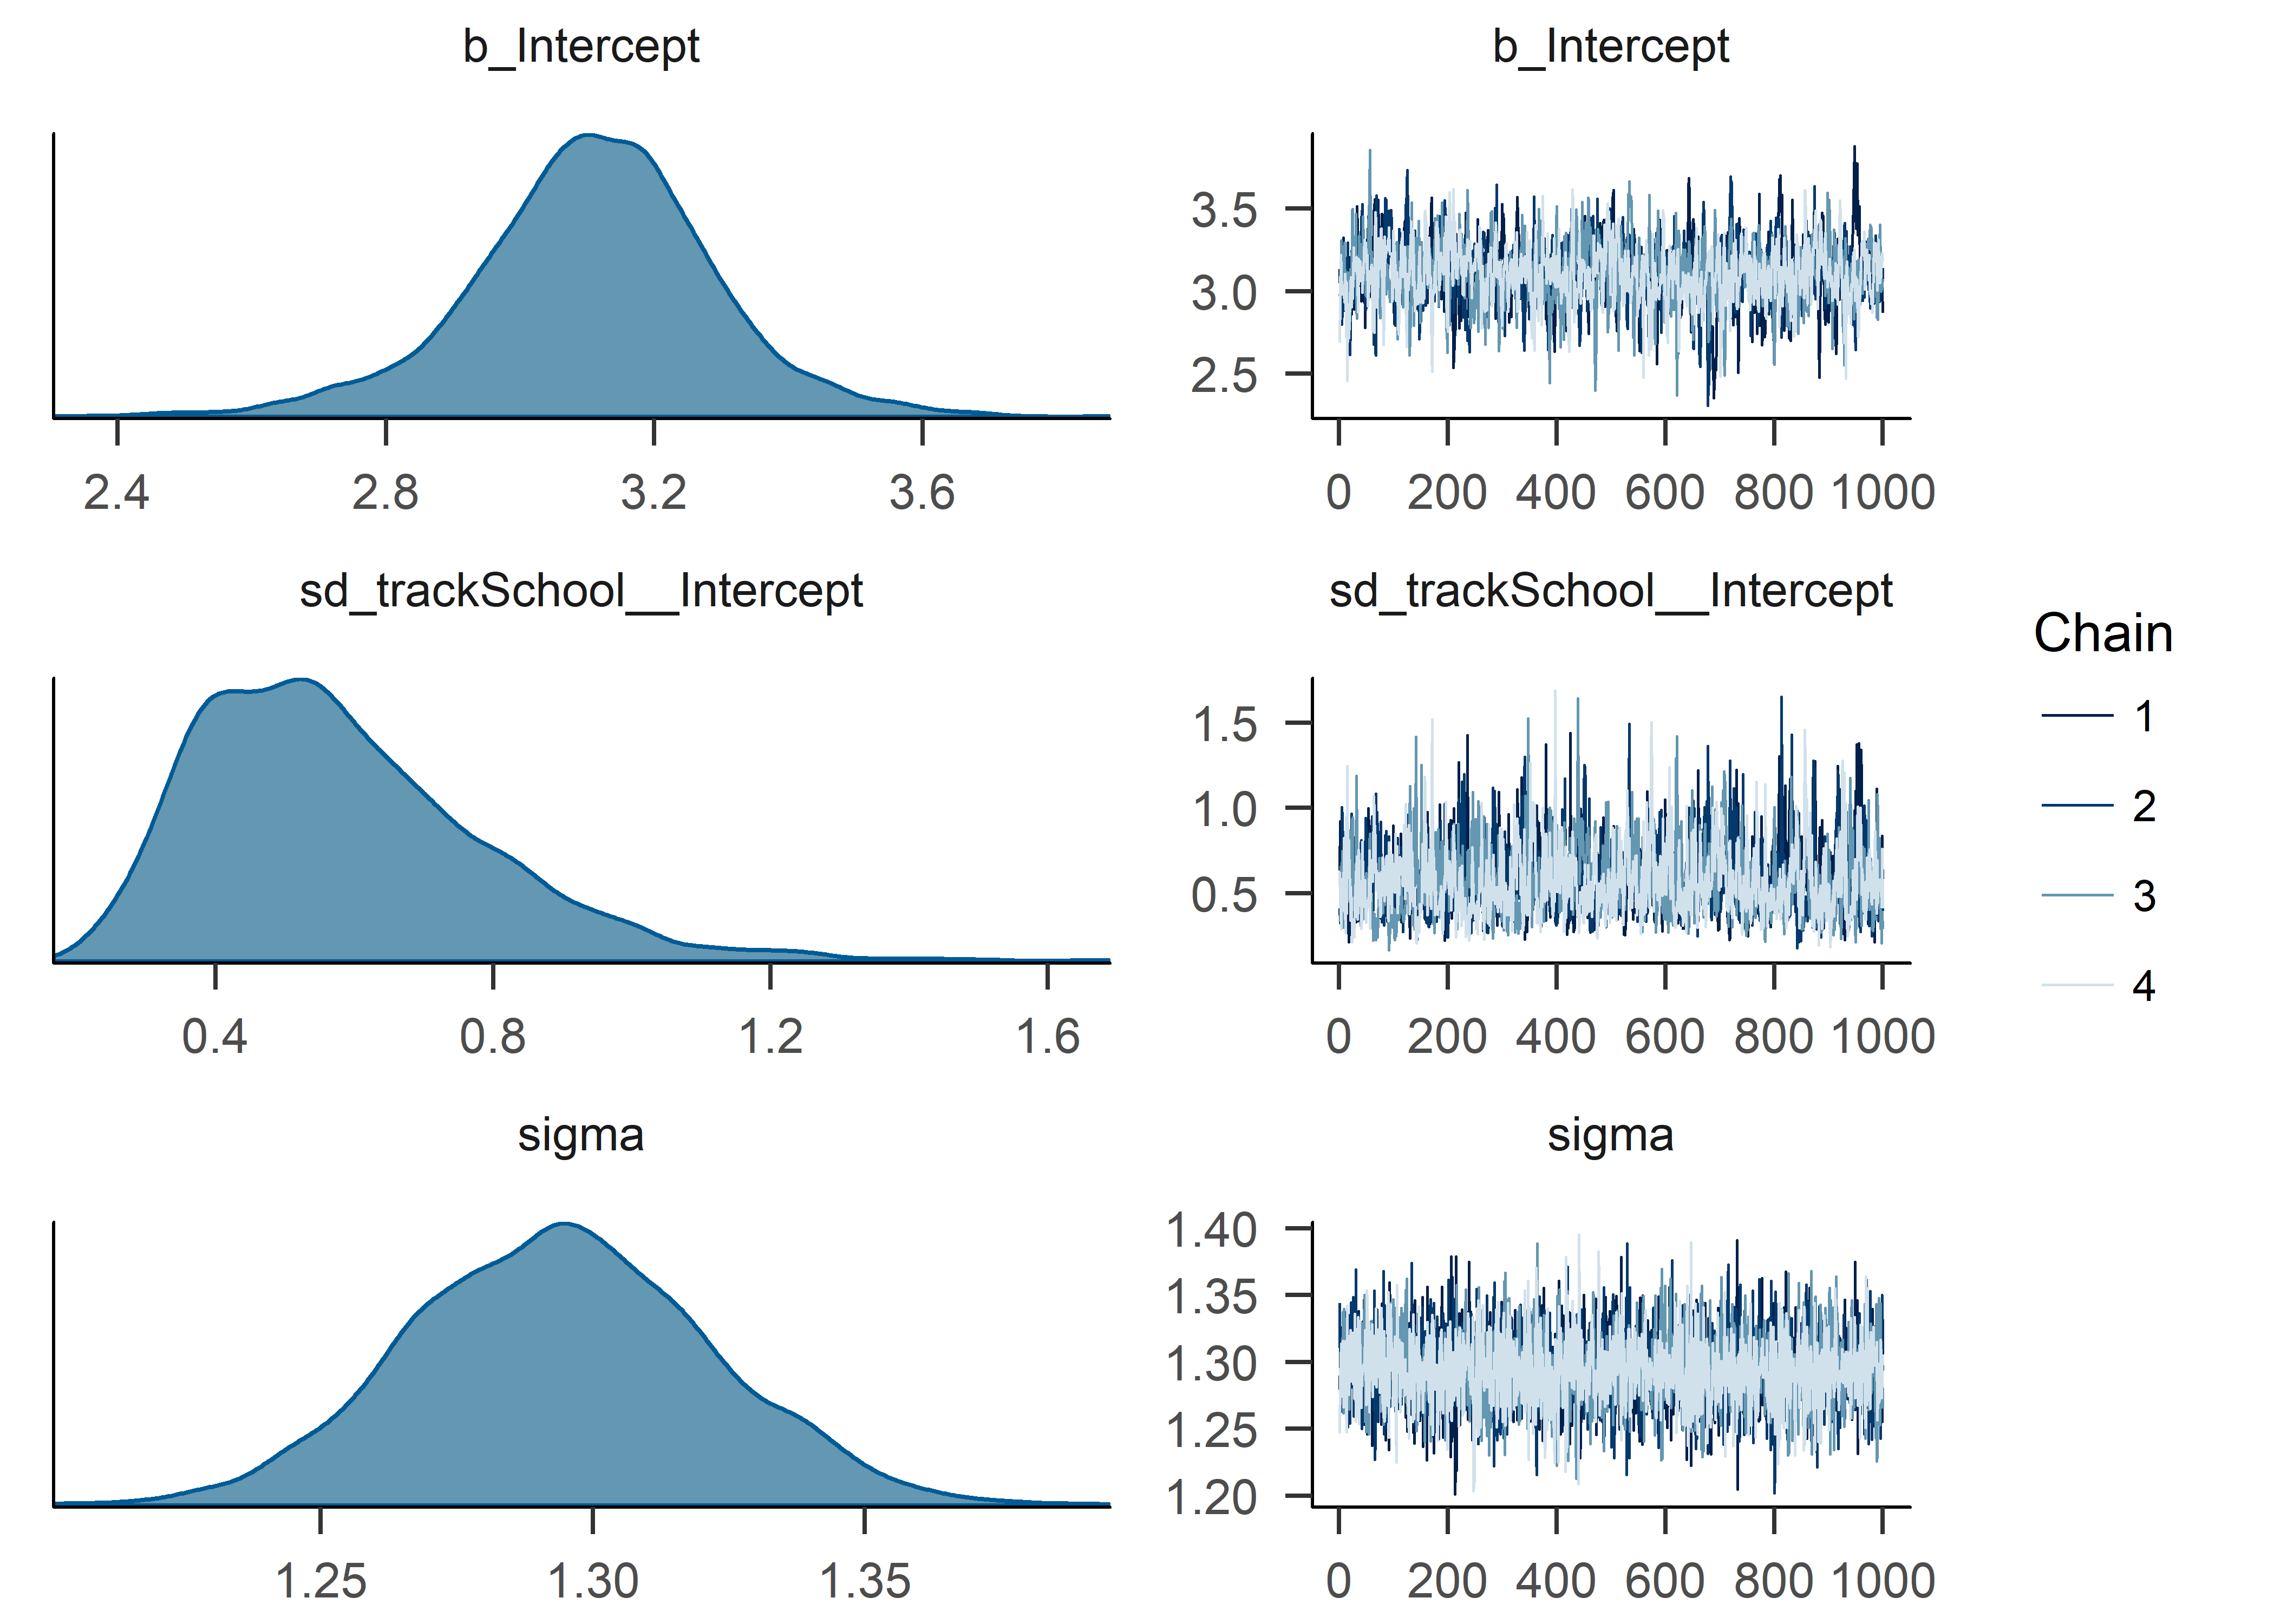 b_Intercept
2.4 2.8 3.2 3.6
b_Intercept
3.5
3.0
2.5
0 200 400 600 800 1000
sd_trackSchool__Intercept
0.4 0.8 1.2 1.6
sd_trackSchool__Intercept
1.5
1.0
0.5
0 200 400 600 800 1000
sigma
1.25 1.30 1.35
sigma
1.40
1.35
1.30
1.25
1.20
0 200 400 600 800 1000
Chain
1
2
3
4